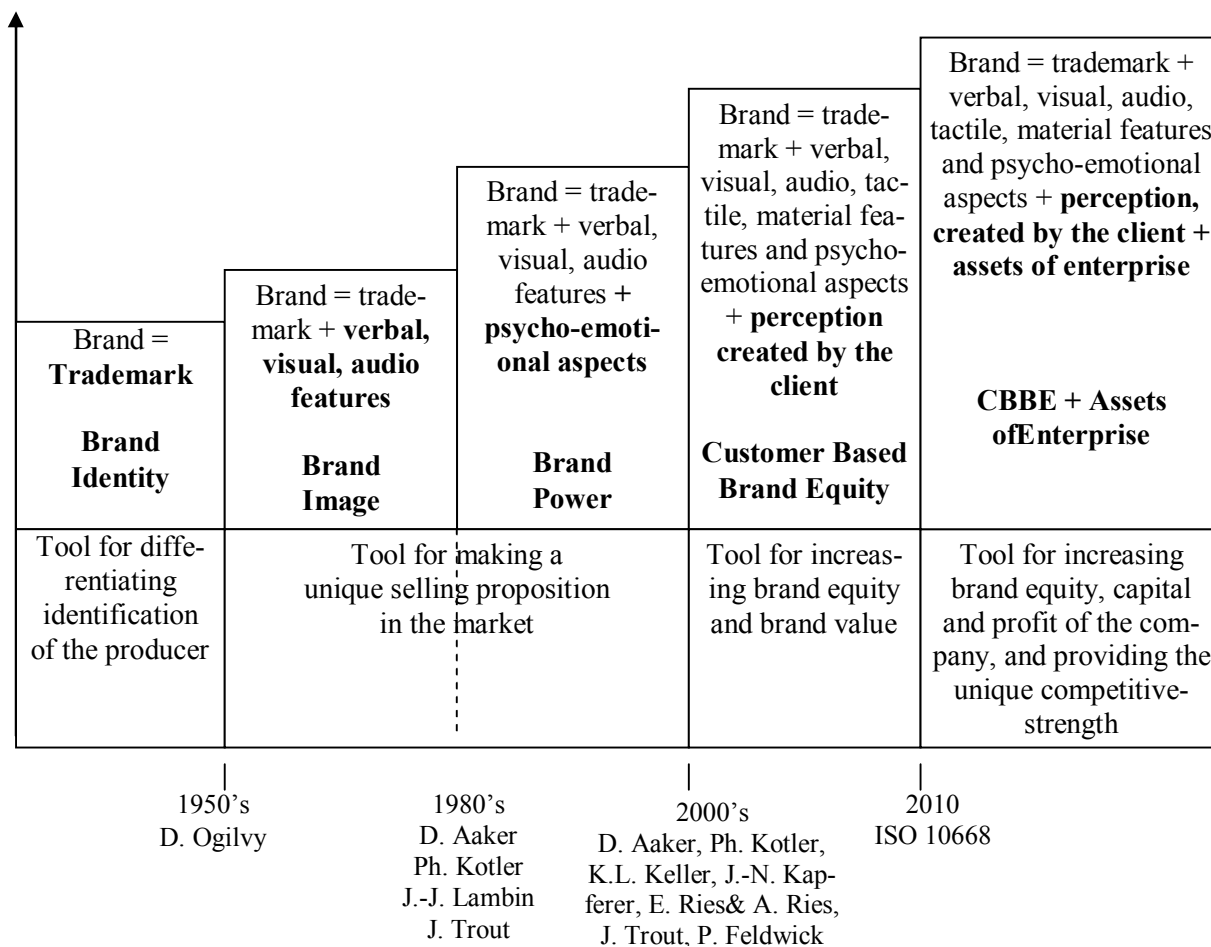 Brand =
Trademark
Brand
Identity
Brand = trade-
mark + verbal,
visual, audio
features
Brand
Image
Brand = trade-
mark + verbal,
visual, audio
features +
psycho-emoti-
onal aspects
Brand
Power
Brand = trade-
mark + verbal,
visual, audio, tac-
tile, material fea-
tures and psycho-
emotional aspects
+ perception
created by the
client
Customer Based
Brand Equity
Brand = trademark +
verbal, visual, audio,
tactile, material features
and psycho-emotional
aspects + perception,
created by the client +
assets of enterprise
CBBE + Assets
ofEnterprise
Tool for diffe-
rentiating
identification
of the producer
Tool for making a
unique selling proposition
in the market
Tool for increas-
ing brand equity
and brand value
Tool for increasing
brand equity, capital
and profit of the com-
pany, and providing the
unique competitive-
strength
1950's
D. Ogilvy
1980's
D. Aaker
Ph. Kotler
J.-J. Lambin
J. Trout
2000's
D. Aaker, Ph. Kotler,
K.L. Keller, J.-N. Kap-
ferer, E. Ries& A. Ries,
J. Trout, P. Feldwick
2010
ISO 10668